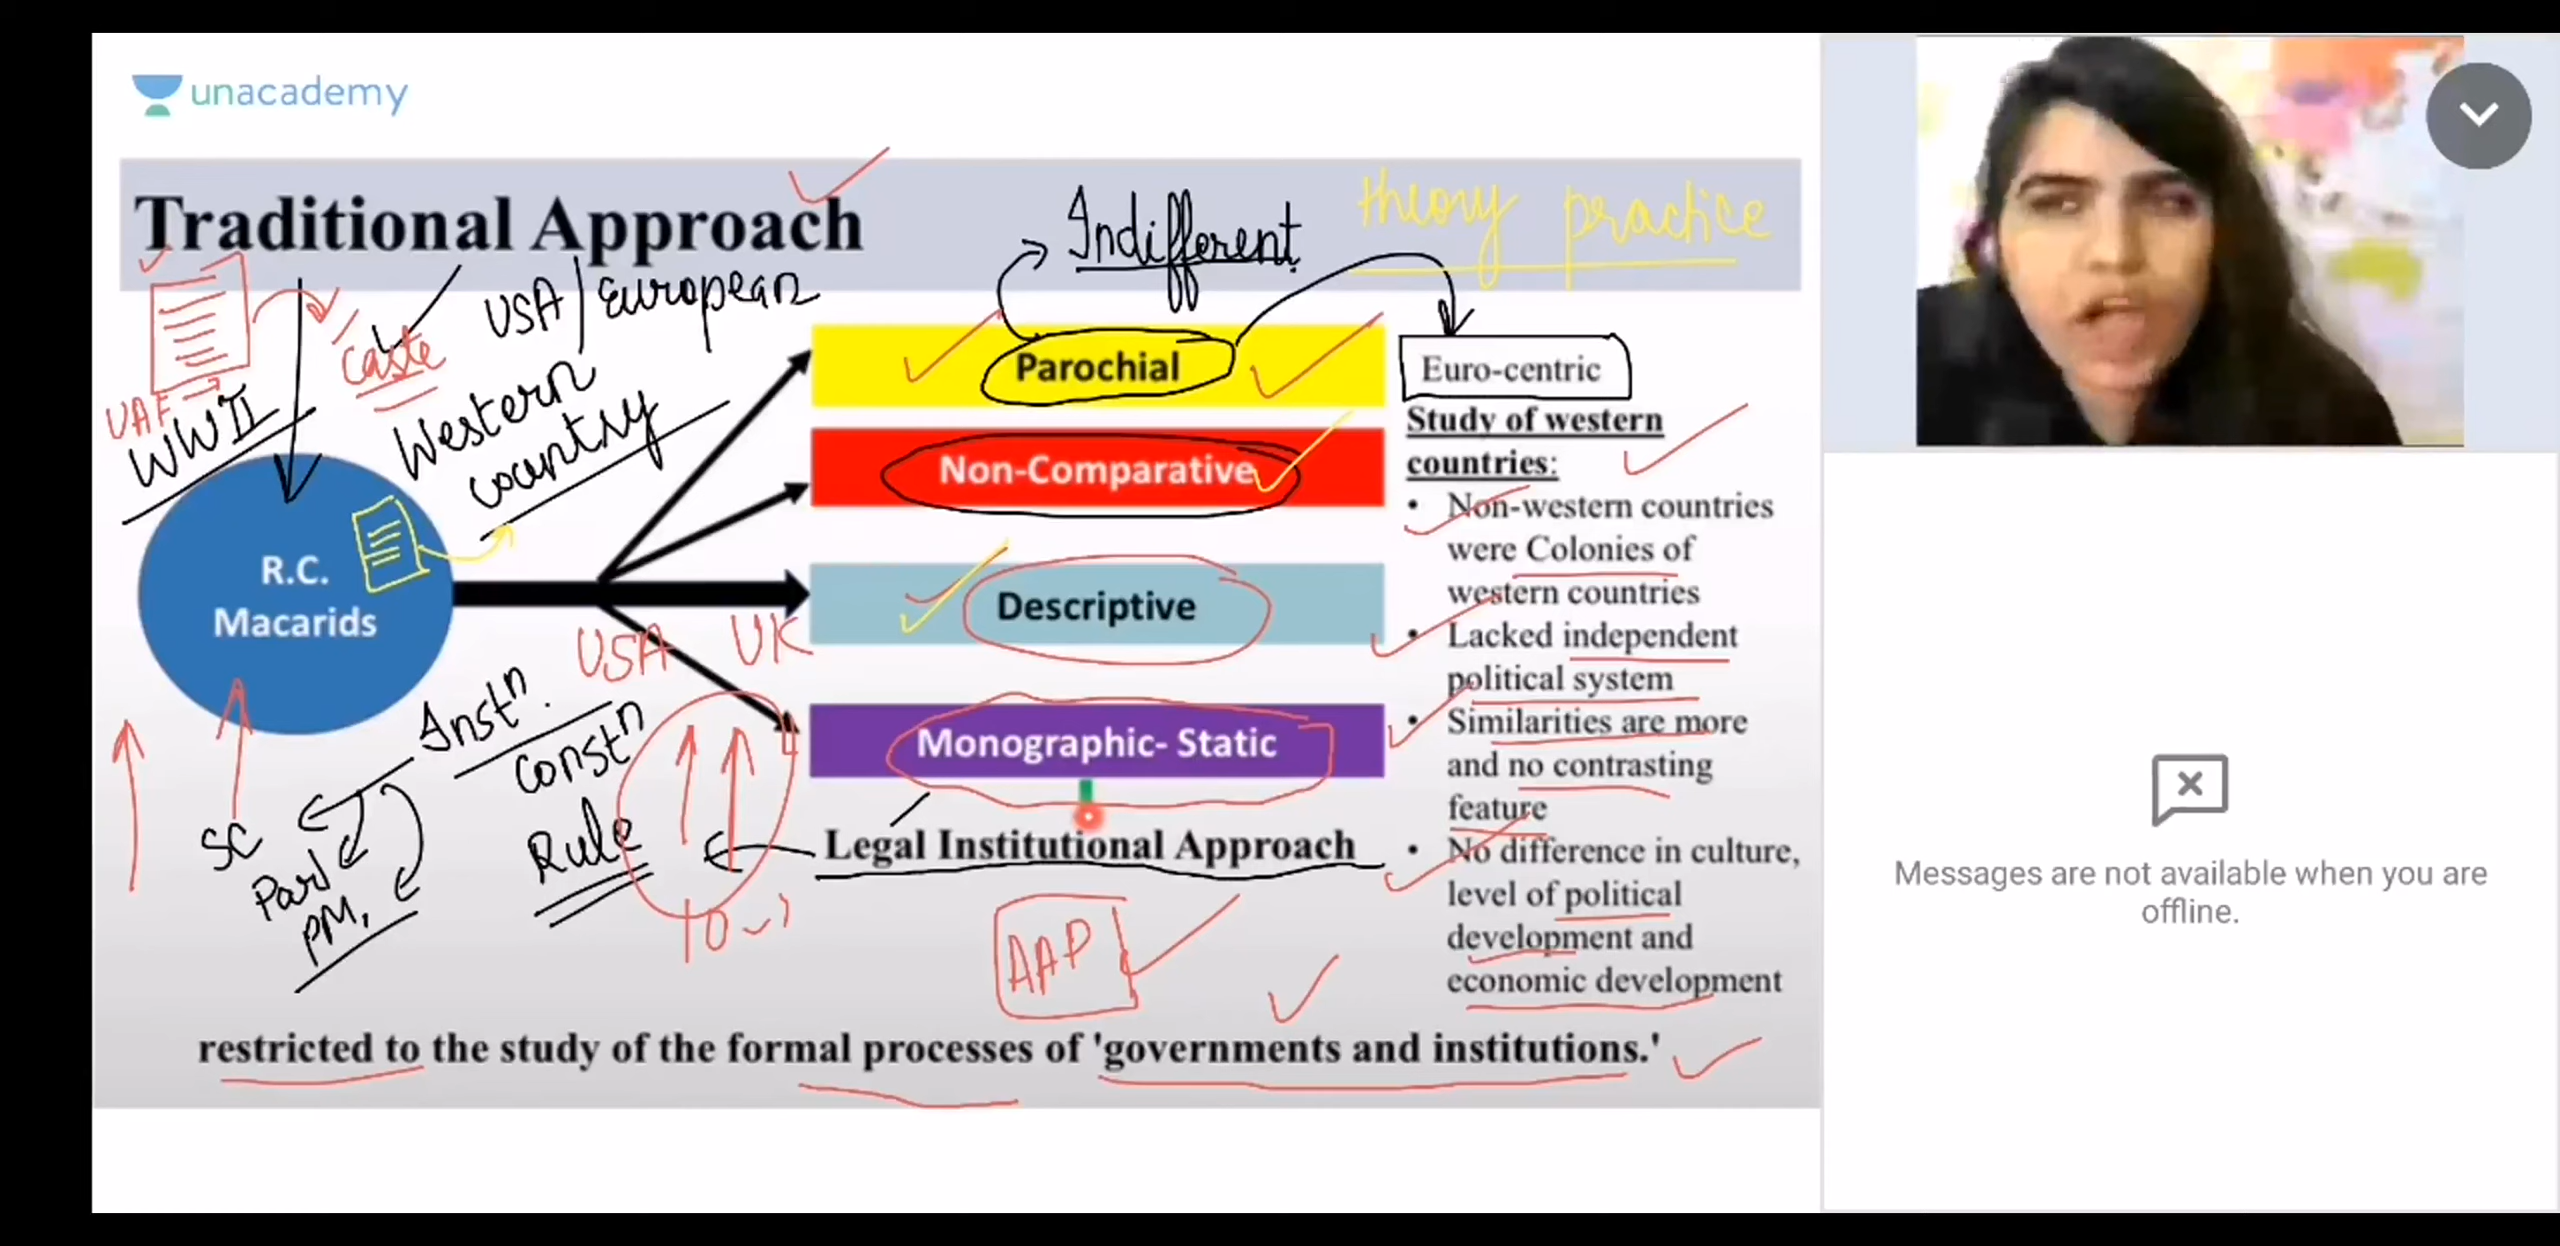 unacademy
Traditional Approach
Indifferent
theory practice
USA/European
caste
UAE
WW II
Western
country
R.C.
Macarids
Parochial
Non-Comparative
Descriptive
Monographic- Static
USA UK
Instn.
Constn
Rule
SC
Parl
PM,
Legal Institutional Approach
AAP
Euro-centric
Study of western
countries:
• Non-western countries
were Colonies of
western countries
• Lacked independent
political system
• Similarities are more
and no contrasting
feature
• No difference in culture,
level of political
development and
economic development
restricted to the study of the formal processes of 'governments and institutions.'
Messages are not available when you are
offline.